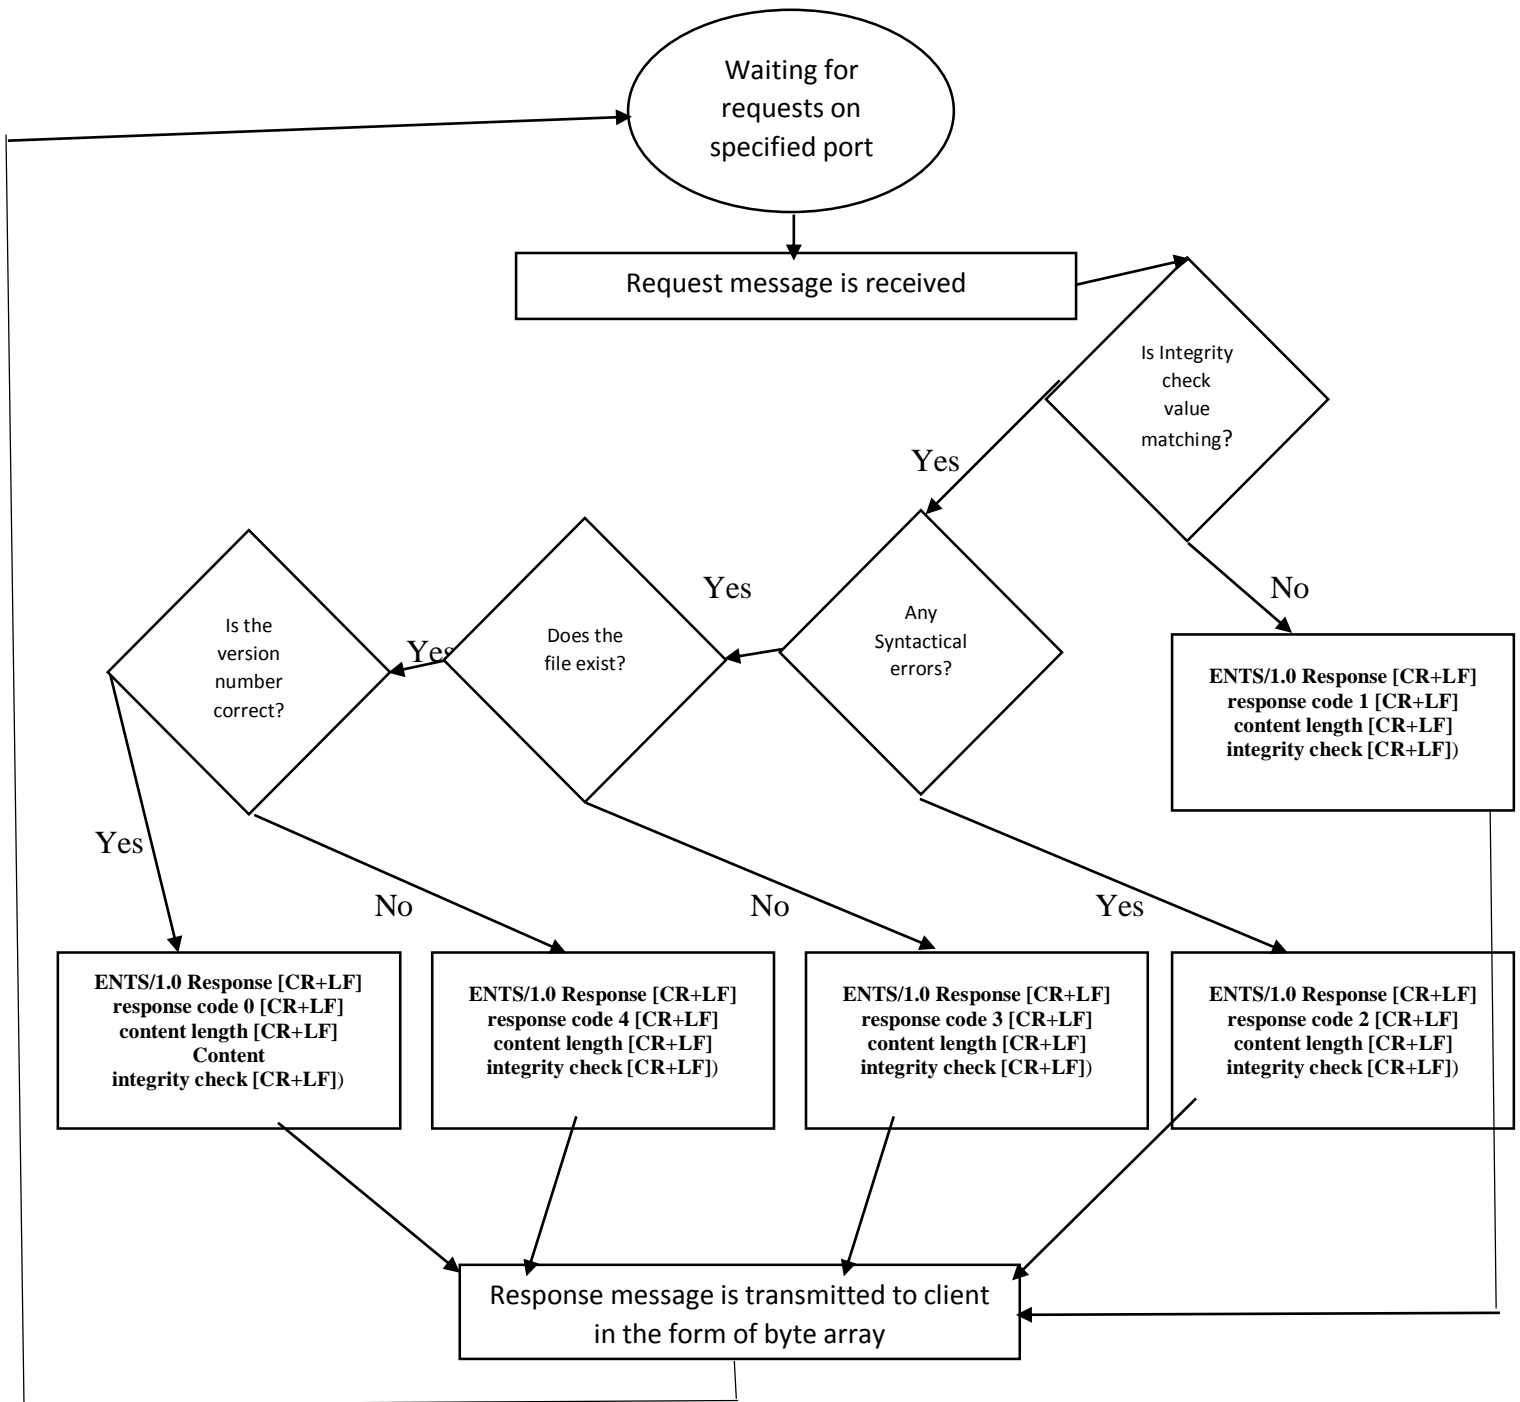 Waiting for
requests on
specified port
Request message is received
Is Integrity
check
value
matching?
Yes
No
Any
Syntactical
errors?
Yes
Does the
file exist?
Yes
Is the
version
number
correct?
ENTS/1.0 Response [CR+LF]
response code 1 [CR+LF]
content length [CR+LF]
integrity check [CR+LF])
Yes
No
No
Yes
ENTS/1.0 Response [CR+LF]
response code 0 [CR+LF]
content length [CR+LF]
Content
integrity check [CR+LF])
ENTS/1.0 Response [CR+LF]
response code 4 [CR+LF]
content length [CR+LF]
integrity check [CR+LF])
ENTS/1.0 Response [CR+LF]
response code 3 [CR+LF]
content length [CR+LF]
integrity check [CR+LF])
ENTS/1.0 Response [CR+LF]
response code 2 [CR+LF]
content length [CR+LF]
integrity check [CR+LF])
Response message is transmitted to client
in the form of byte array